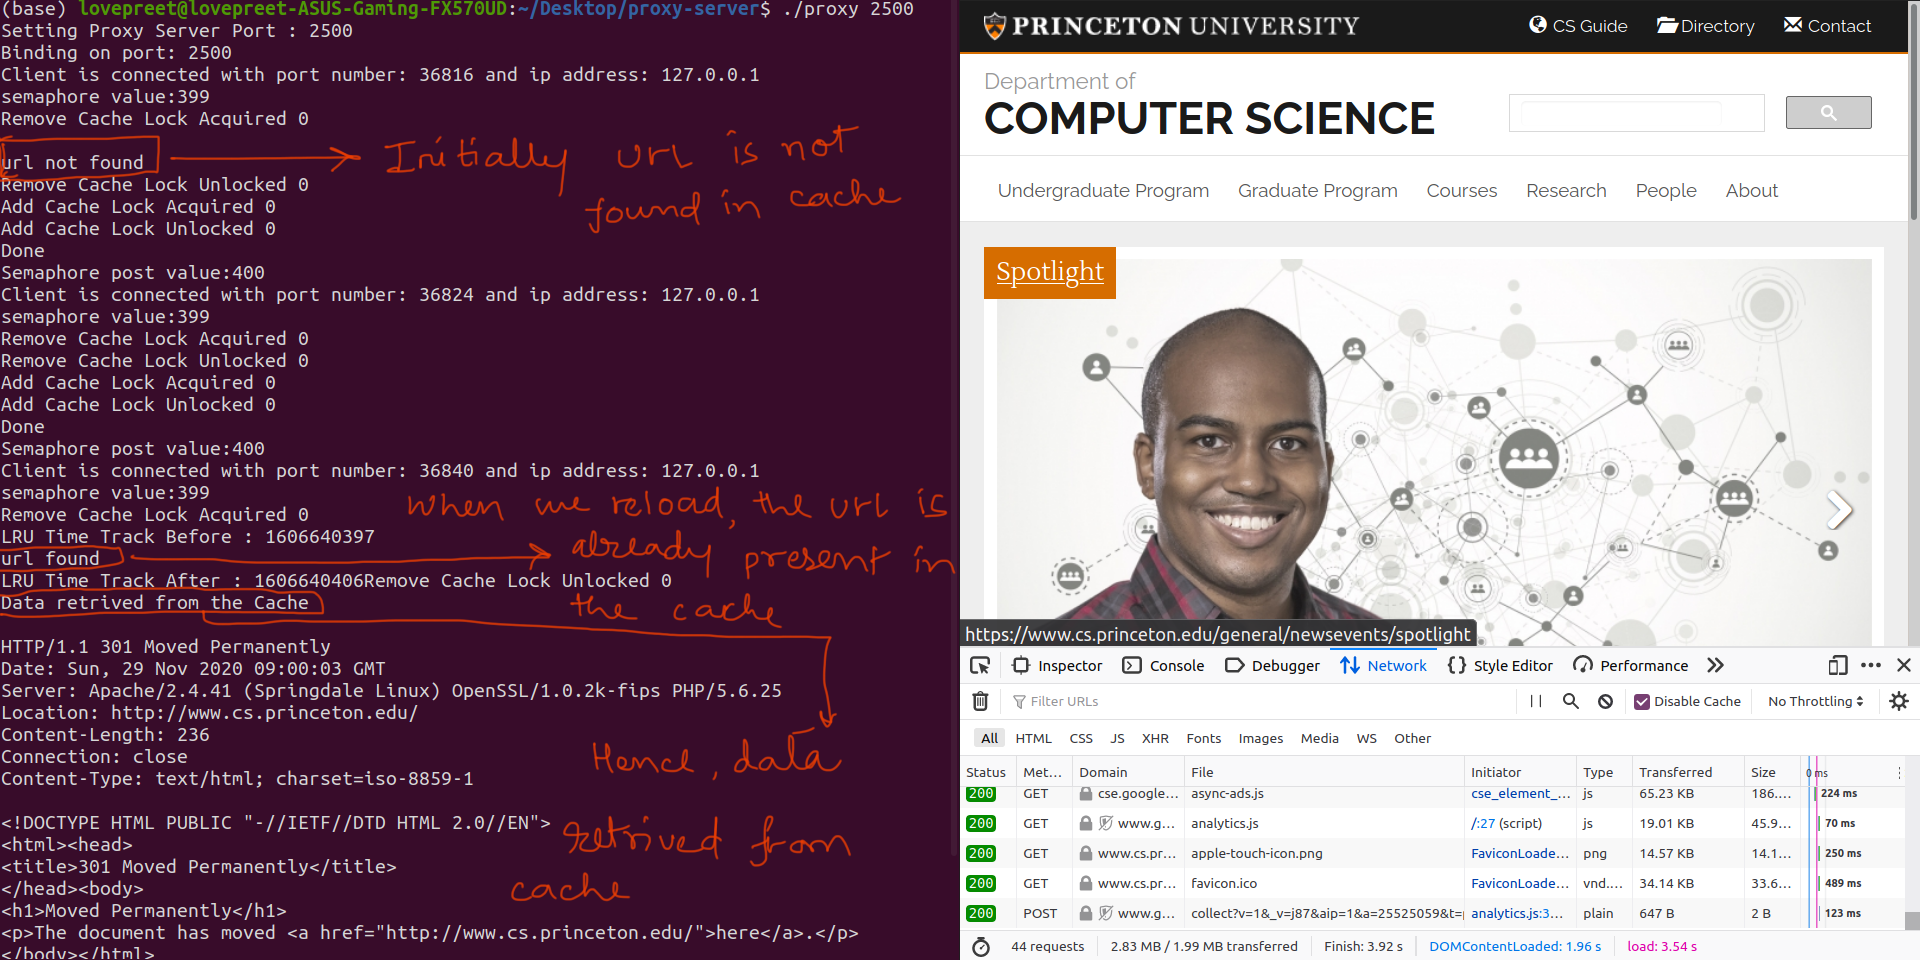 (base) lovepreet@lovepreet-ASUS-Gaming-FX570UD:~/Desktop/proxy-server$ ./proxy 2500
Setting Proxy Server Port : 2500
Binding on port: 2500
Client is connected with port number: 36816 and ip address: 127.0.0.1
semaphore value:399
Remove Cache Lock Acquired 0
url not found
Initially url is not
found in cache
Remove Cache Lock Unlocked 0
Add Cache Lock Acquired 0
Add Cache Lock Unlocked 0
Done
Semaphore post value:400
Client is connected with port number: 36824 and ip address: 127.0.0.1
semaphore value:399
Remove Cache Lock Acquired 0
Remove Cache Lock Unlocked 0
Add Cache Lock Acquired 0
Add Cache Lock Unlocked 0
Done
Semaphore post value:400
Client is connected with port number: 36840 and ip address: 127.0.0.1
semaphore value:399
Remove Cache Lock Acquired 0
LRU Time Track Before : 1606640397
url found
when we reload, the url is
already present in
the cache
LRU Time Track After : 1606640406Remove Cache Lock Unlocked 0
Data retrived from the Cache
HTTP/1.1 301 Moved Permanently
Date: Sun, 29 Nov 2020 09:00:03 GMT
Server: Apache/2.4.41 (Springdale Linux) OpenSSL/1.0.2k-fips PHP/5.6.25
Location: http://www.cs.princeton.edu/
Content-Length: 236
Connection: close
Content-Type: text/html; charset=iso-8859-1
Hence, data
retrived from
cache
<!DOCTYPE HTML PUBLIC "-//IETF//DTD HTML 2.0//EN">
<html><head>
<title>301 Moved Permanently</title>
</head><body>
<h1>Moved Permanently</h1>
<p>The document has moved <a href="http://www.cs.princeton.edu/">here</a>.</p>
</body></html>
PRINCETON UNIVERSITY
CS Guide Directory Contact
Department of
COMPUTER SCIENCE
Undergraduate Program Graduate Program Courses Research People About
Spotlight
https://www.cs.princeton.edu/general/newsevents/spotlight
Inspector Console Debugger Network Style Editor Performance
Filter URLs Disable Cache No Throttling
All HTML CSS JS XHR Fonts Images Media WS Other
Status Met... Domain File Initiator Type Transferred Size 0 ms
200 GET cse.google... async-ads.js cse_element_... js 65.23 KB 186.... 224 ms
200 GET www.g... analytics.js /:27 (script) js 19.01 KB 45.9... 70 ms
200 GET www.cs.pr... apple-touch-icon.png FaviconLoade... png 14.57 KB 14.1... 250 ms
200 GET www.cs.pr... favicon.ico FaviconLoade... vnd.... 34.14 KB 33.6... 489 ms
200 POST www.g... collect?v=1&_v=j87&aip=1&a=25525059&t= analytics.js:3... plain 647 B 2 B 123 ms
44 requests 2.83 MB / 1.99 MB transferred Finish: 3.92 s DOMContentLoaded: 1.96 s load: 3.54 s